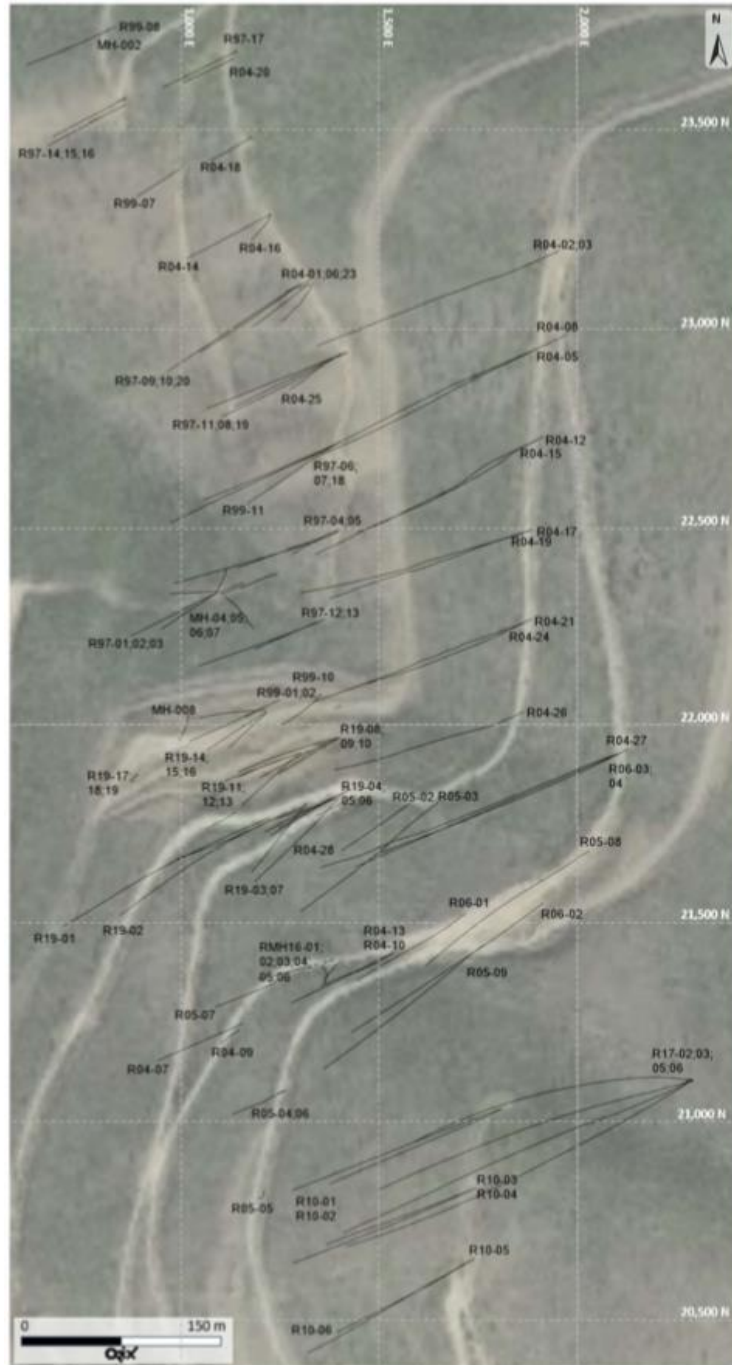 1,000 E
1,500 E
2,000 E
N
R99-08
MH-002
R97-17
R04-20
23,500 N
R97-14;15;16
R04-18
R99-07
R04-16
R04-14
R04-02;03
R04-01;06;23
23,000 N
R04-08
R04-05
R97-09;10;20
R04-25
R97-11;08;19
R04-12
R04-15
R97-06;
07;18
R99-11
22,500 N
R97-04;05
R04-17
R04-19
MH-04;05;
06;07
R97-12;13
R97-01;02;03
R04-21
R04-24
R99-10
R99-01;02
MH-008
22,000 N
R04-26
R19-08;
09;10
R19-14;
15;16
R04-27
R19-17;
18;19
R19-11;
12;13
R06-03;
04
R19-04;
05;06
R05-02
R05-03
R04-28
R05-08
R19-03;07
R06-01
R06-02
21,500 N
R19-01
R19-02
R04-13
R04-10
RMH16-01;
02;03;04;
05;06
R05-09
R05-07
R04-09
R04-07
R17-02;03;
05;06
R05-04;06
21,000 N
R10-03
R10-04
R05-05
R10-01
R10-02
R10-05
20,500 N
R10-06
0
150 m